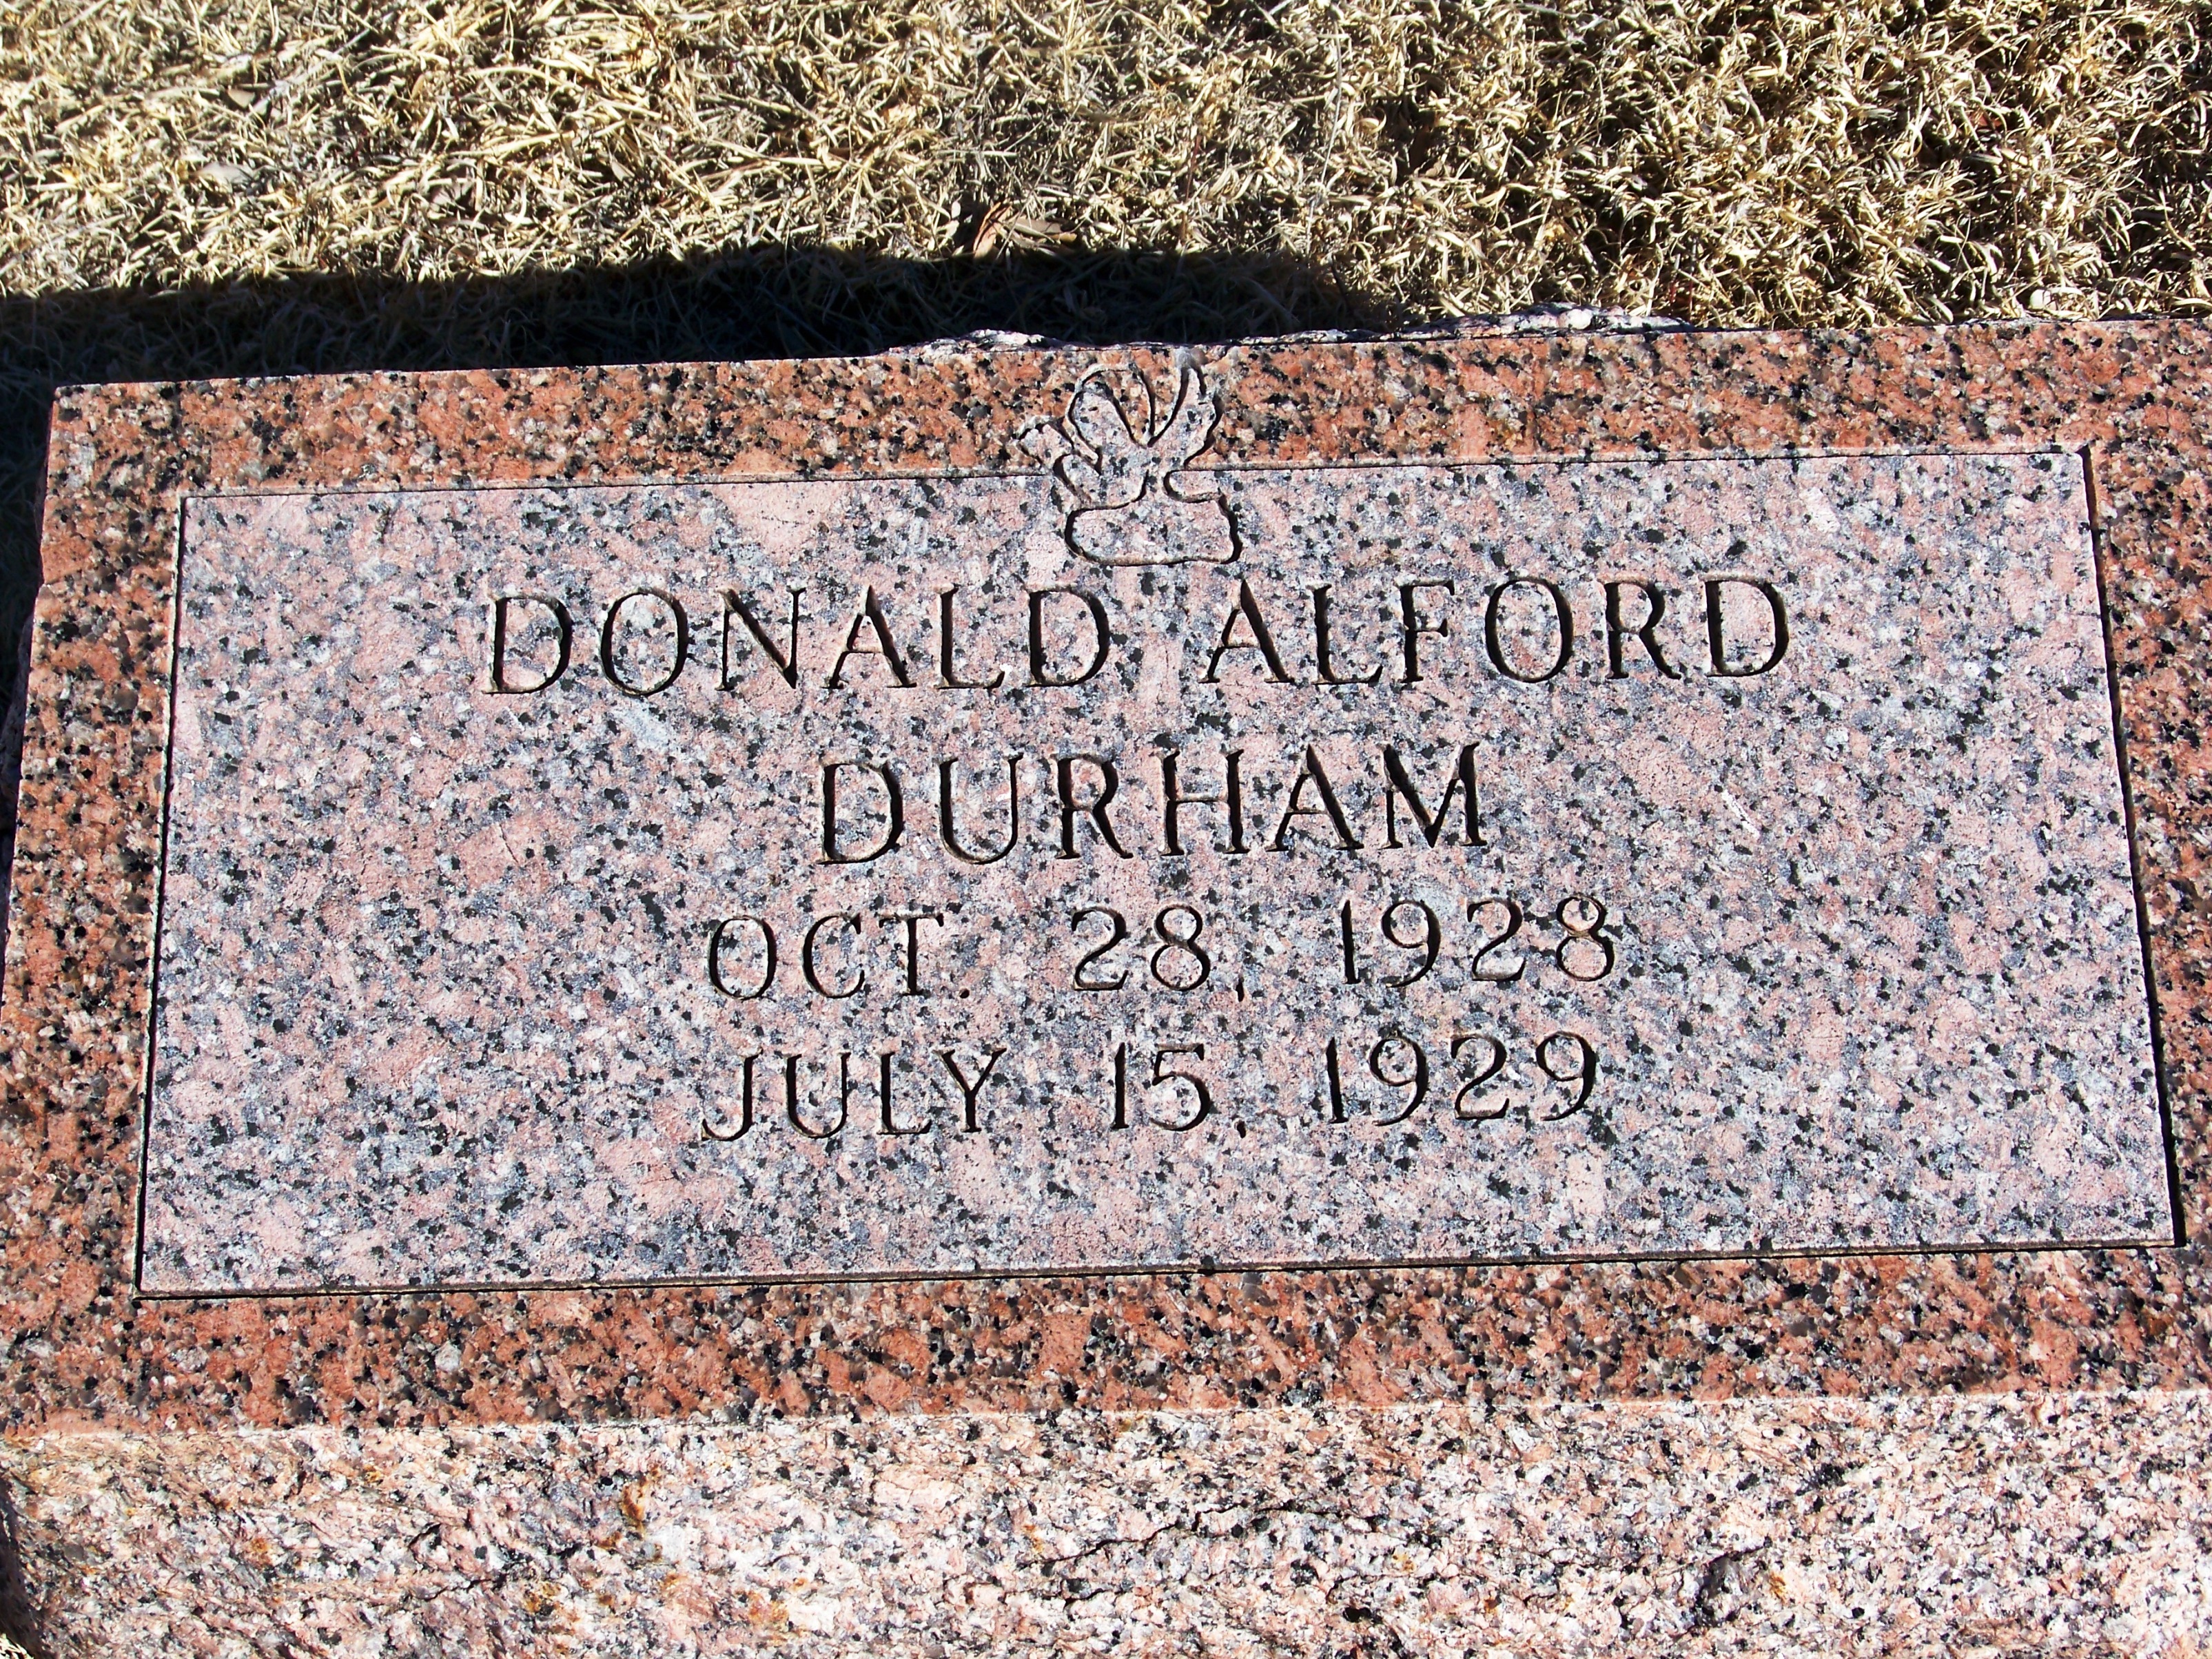 DONALD ALFORD
DURHAM
OCT. 28, 1928
JULY 15, 1929